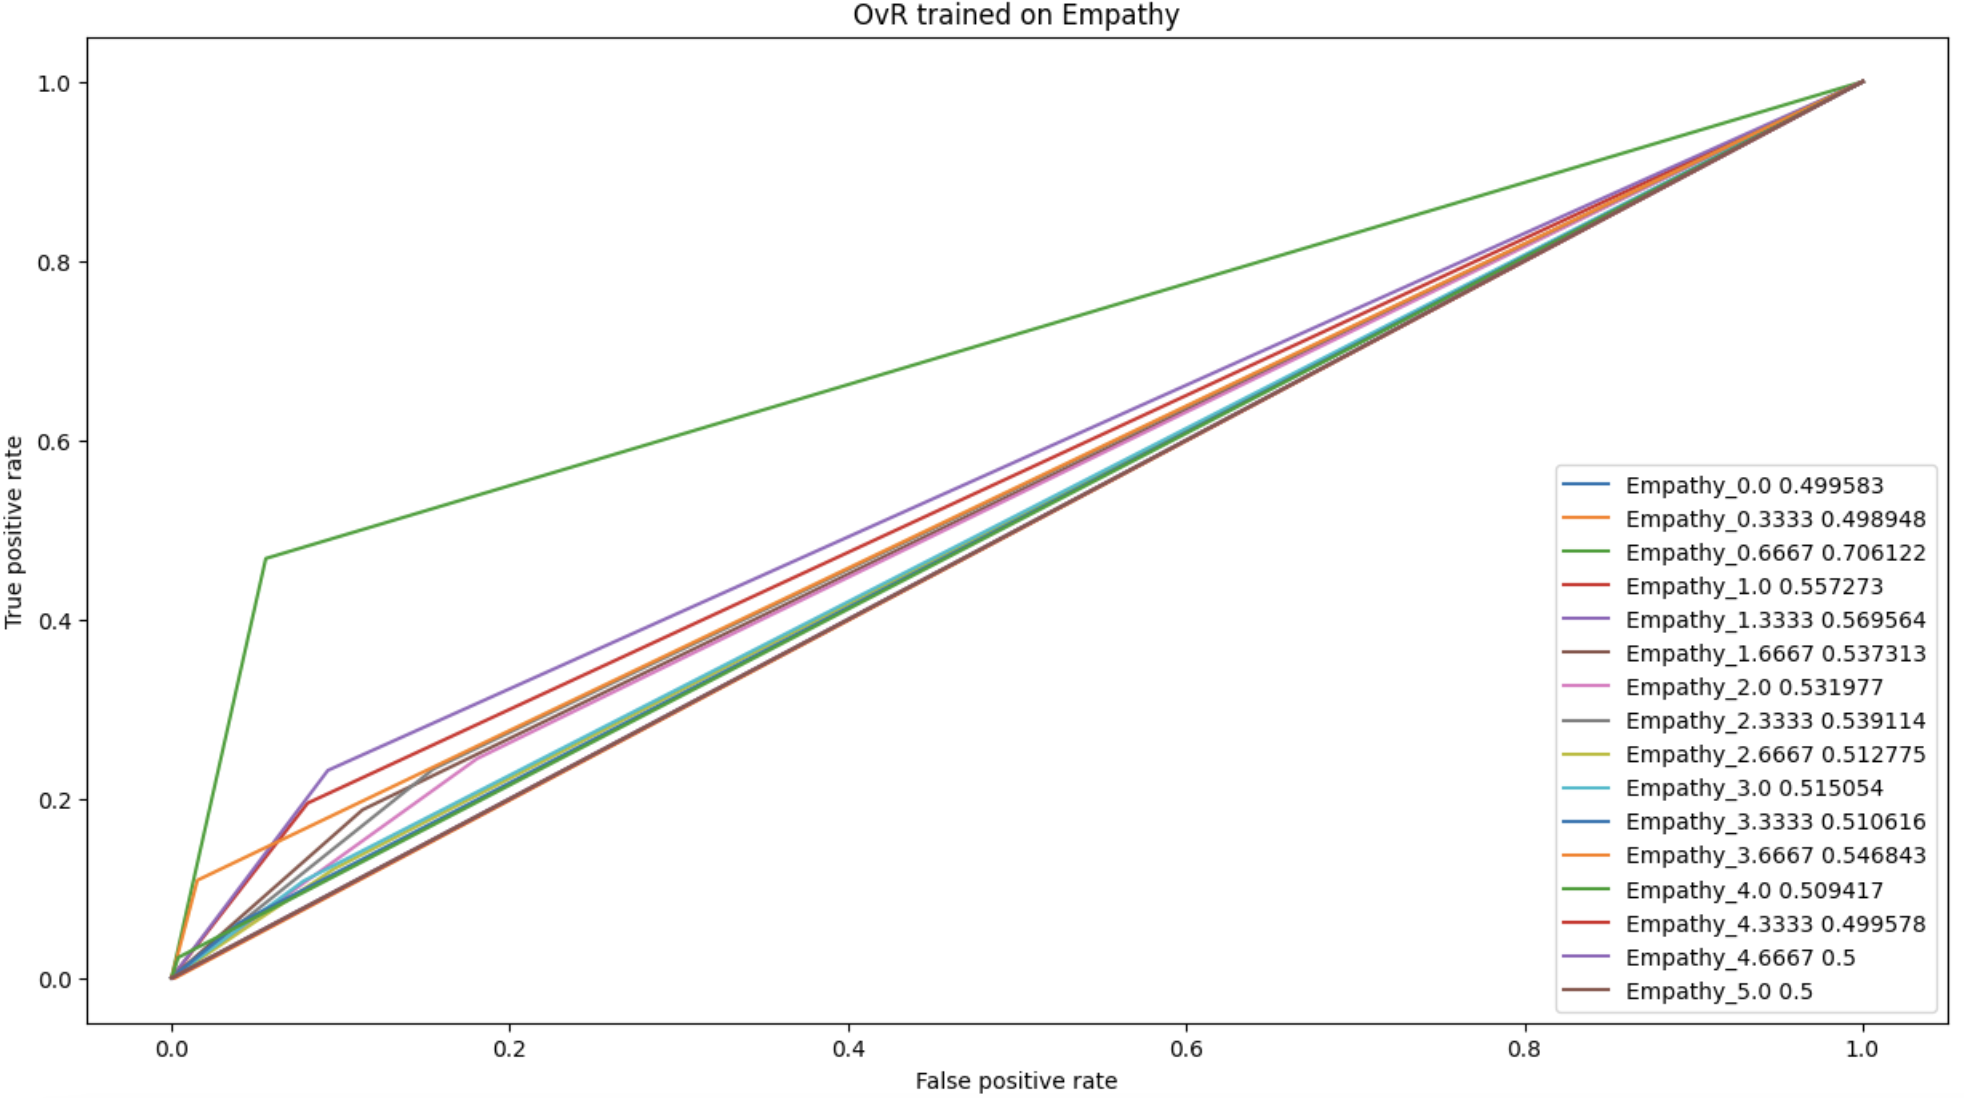 OvR trained on Empathy
True positive rate
1.0
0.8
0.6
0.4
0.2
0.0
Empathy_0.0 0.499583
Empathy_0.3333 0.498948
Empathy_0.6667 0.706122
Empathy_1.0 0.557273
Empathy_1.3333 0.569564
Empathy_1.6667 0.537313
Empathy_2.0 0.531977
Empathy_2.3333 0.539114
Empathy_2.6667 0.512775
Empathy_3.0 0.515054
Empathy_3.3333 0.510616
Empathy_3.6667 0.546843
Empathy_4.0 0.509417
Empathy_4.3333 0.499578
Empathy_4.6667 0.5
Empathy_5.0 0.5
0.0 0.2 0.4 0.6 0.8 1.0
False positive rate